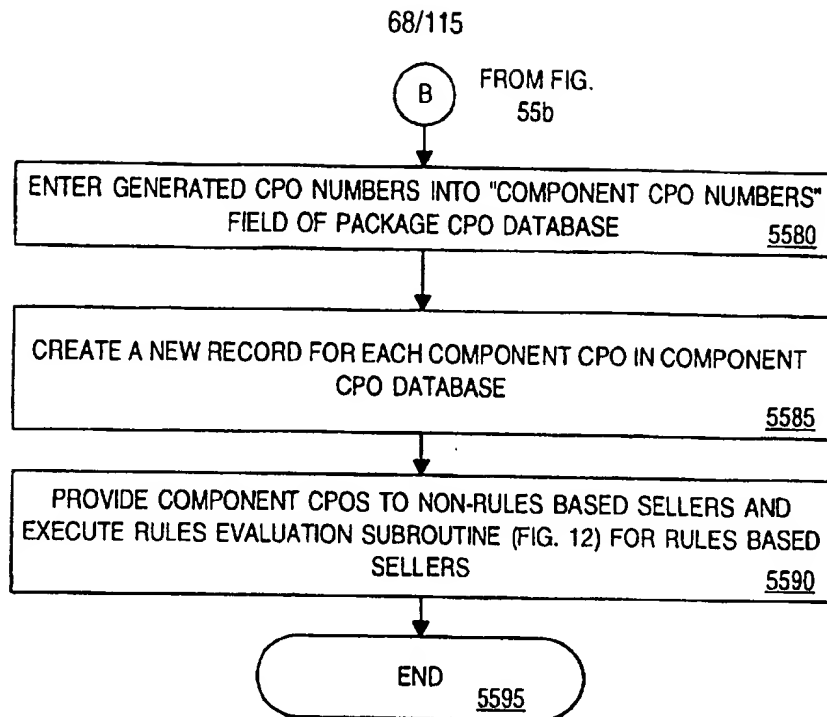 68/115
B
FROM FIG.
55b
ENTER GENERATED CPO NUMBERS INTO "COMPONENT CPO NUMBERS"
FIELD OF PACKAGE CPO DATABASE
5580
CREATE A NEW RECORD FOR EACH COMPONENT CPO IN COMPONENT
CPO DATABASE
5585
PROVIDE COMPONENT CPOS TO NON-RULES BASED SELLERS AND
EXECUTE RULES EVALUATION SUBROUTINE (FIG. 12) FOR RULES BASED
SELLERS
5590
END
5595